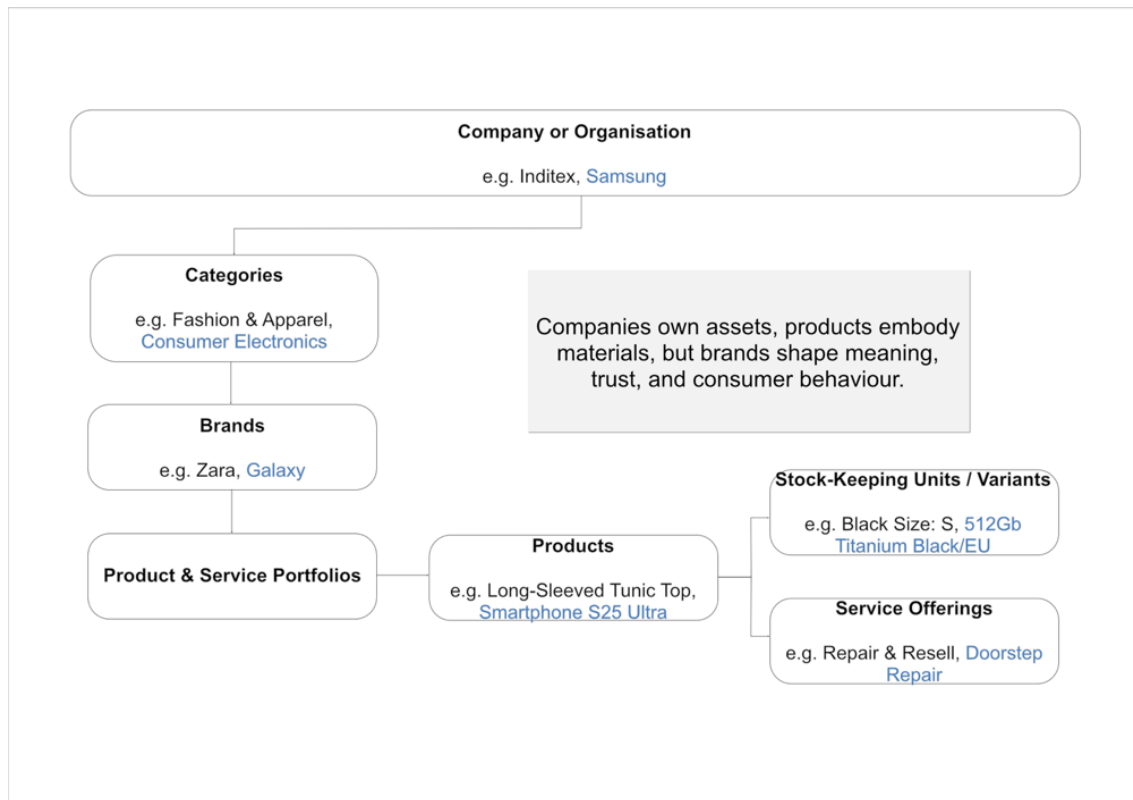 Company or Organisation
e.g. Inditex, Samsung
Categories
e.g. Fashion & Apparel,
Consumer Electronics
Companies own assets, products embody
materials, but brands shape meaning,
trust, and consumer behaviour.
Brands
e.g. Zara, Galaxy
Product & Service Portfolios
Products
e.g. Long-Sleeved Tunic Top,
Smartphone S25 Ultra
Stock-Keeping Units / Variants
e.g. Black Size: S, 512Gb
Titanium Black/EU
Service Offerings
e.g. Repair & Resell, Doorstep
Repair